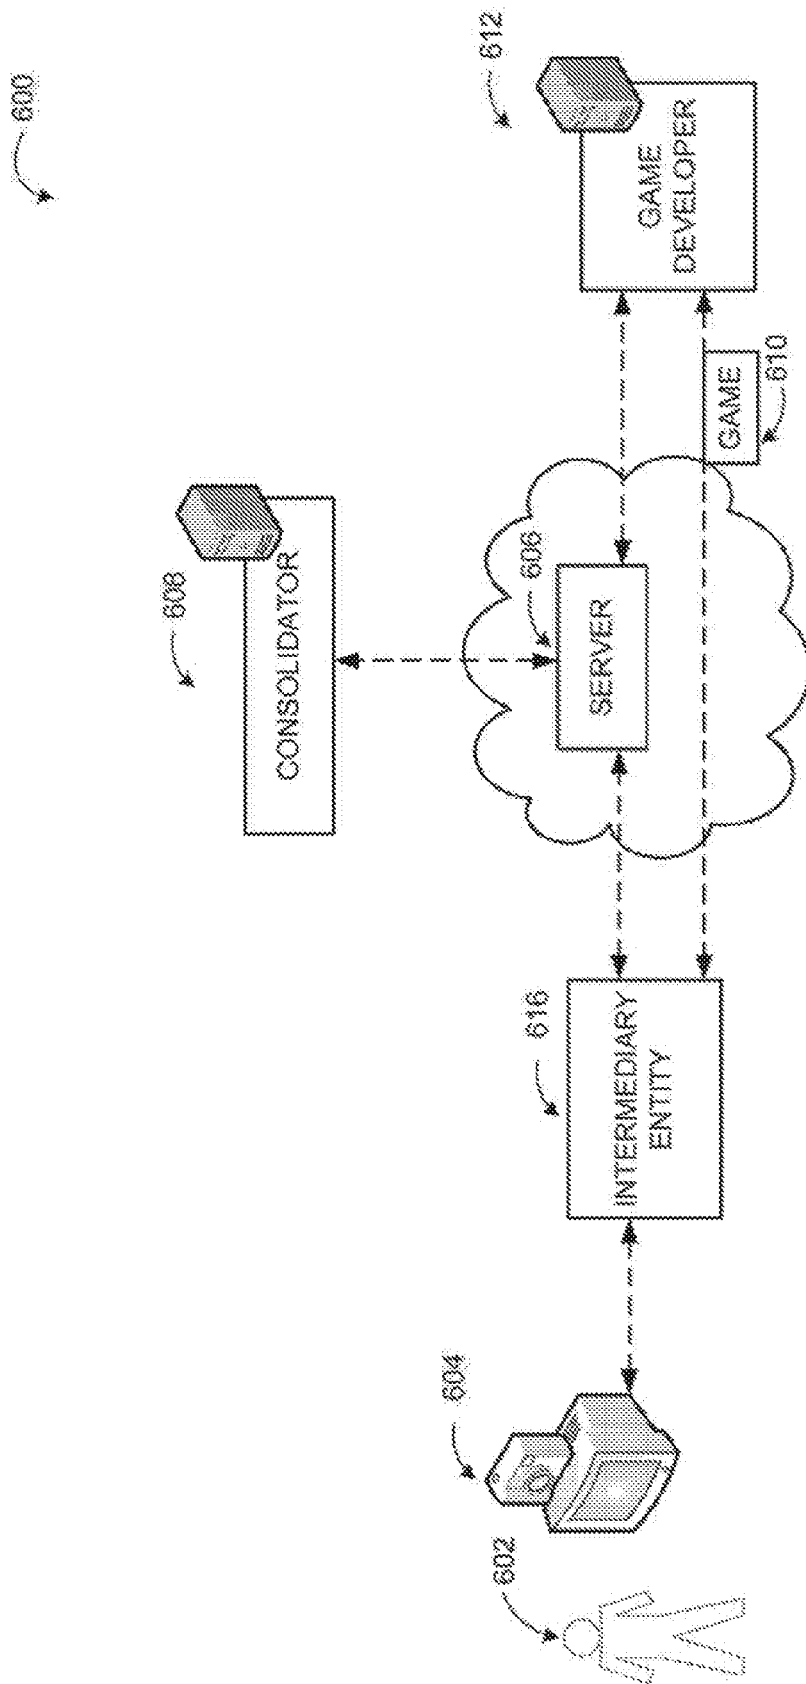 600
608
CONSOLIDATOR
612
GAME
DEVELOPER
606
SERVER
GAME
610
616
INTERMEDIARY
ENTITY
604
602